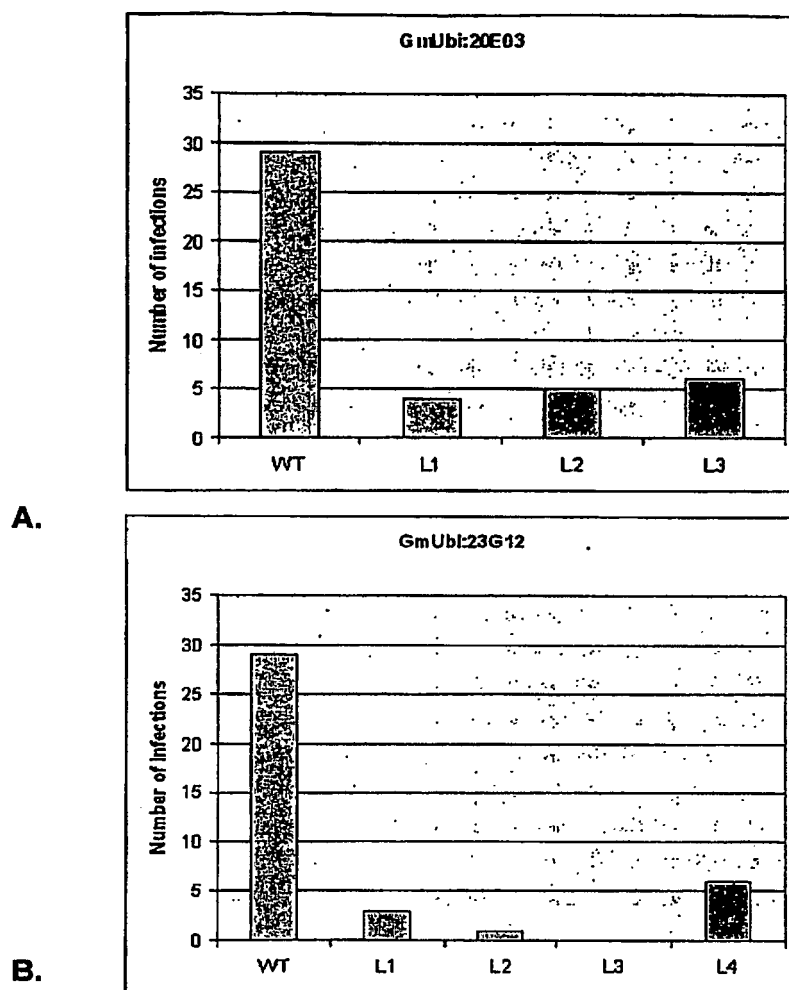 GmUbi:20E03
35
30
25
20
15
10
5
0
Number of infections
WT L1 L2 L3
A.
GmUbi:23G12
35
30
25
20
15
10
5
0
Number of infections
WT L1 L2 L3 L4
B.